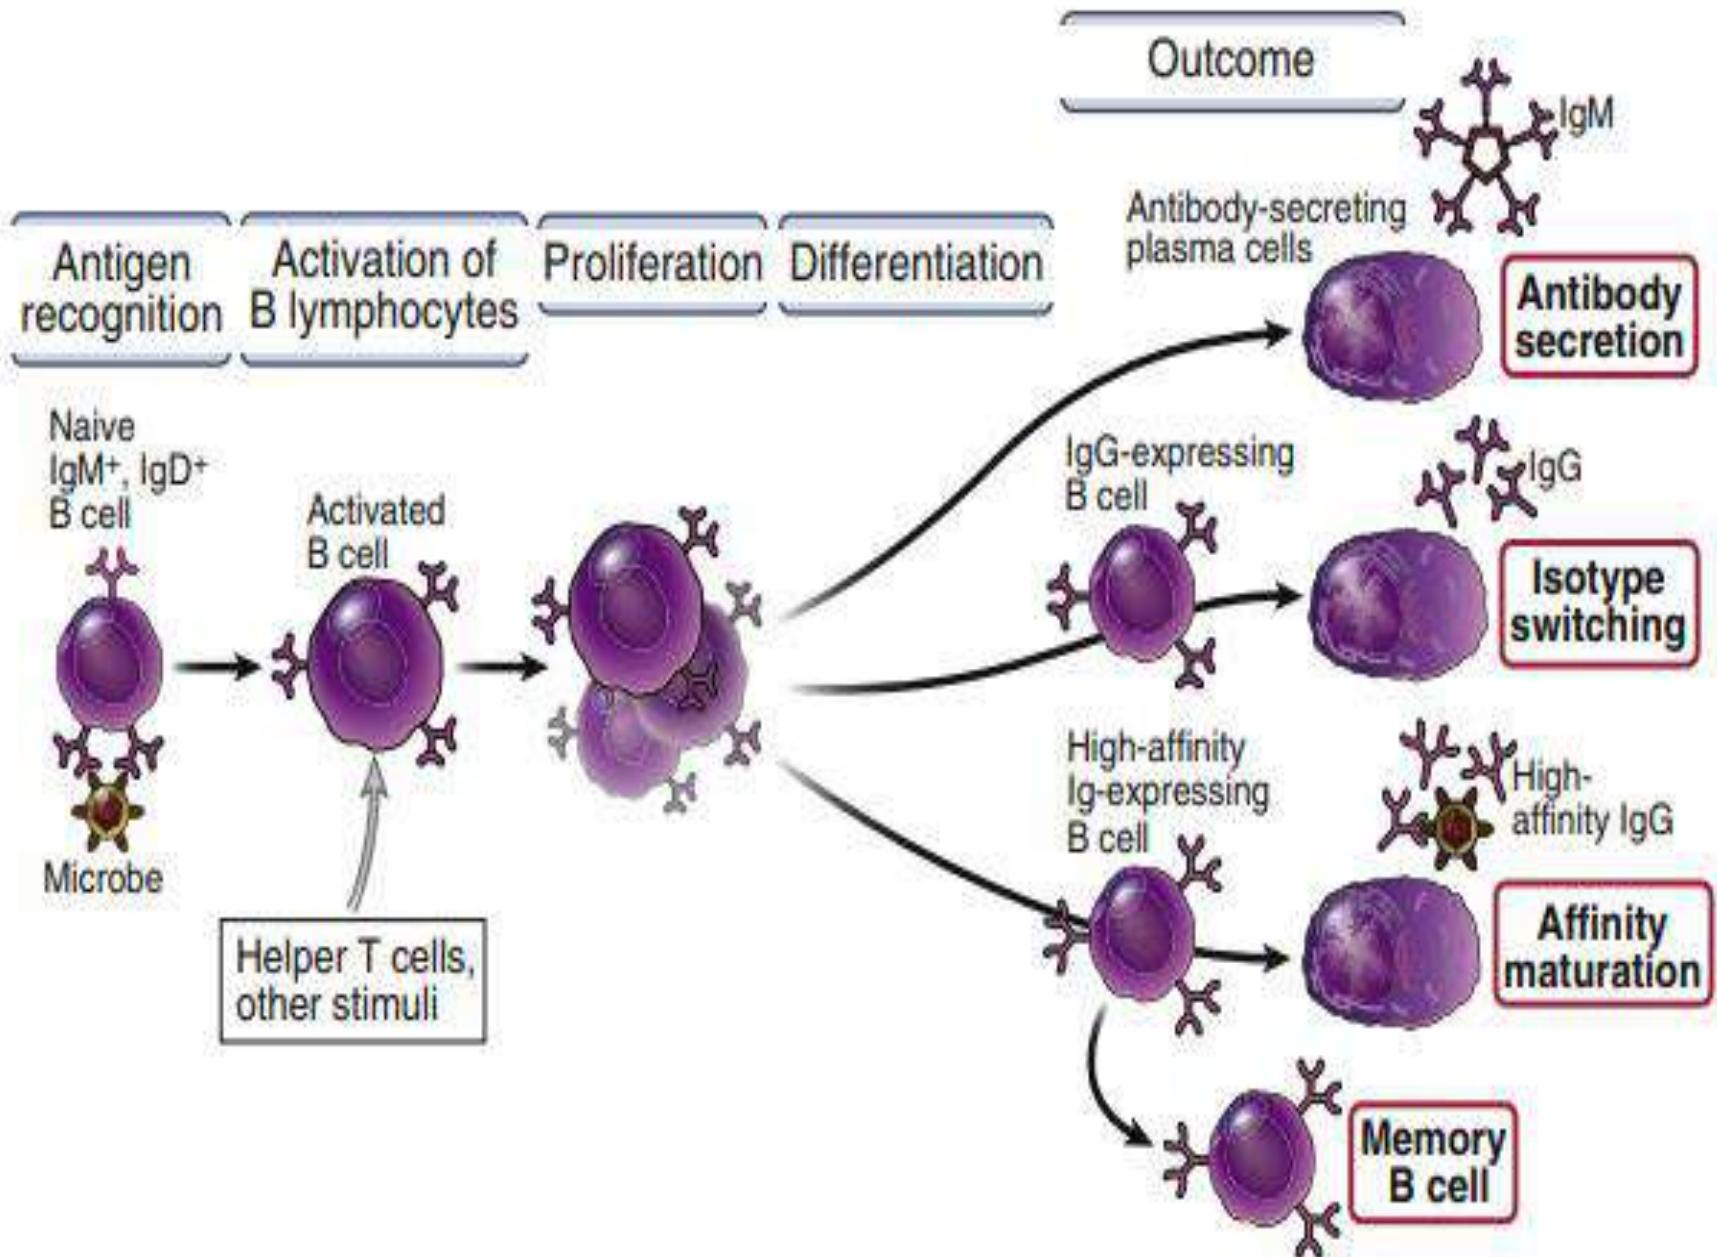 Outcome
IgM
Antibody-secreting
plasma cells
Antigen
recognition
Activation of
B lymphocytes
Proliferation
Differentiation
Antibody
secretion
Naive
IgM⁺, IgD⁺
B cell
Activated
B cell
IgG-expressing
B cell
IgG
Isotype
switching
High-affinity
Ig-expressing
B cell
High-
affinity IgG
Microbe
Helper T cells,
other stimuli
Affinity
maturation
Memory
B cell